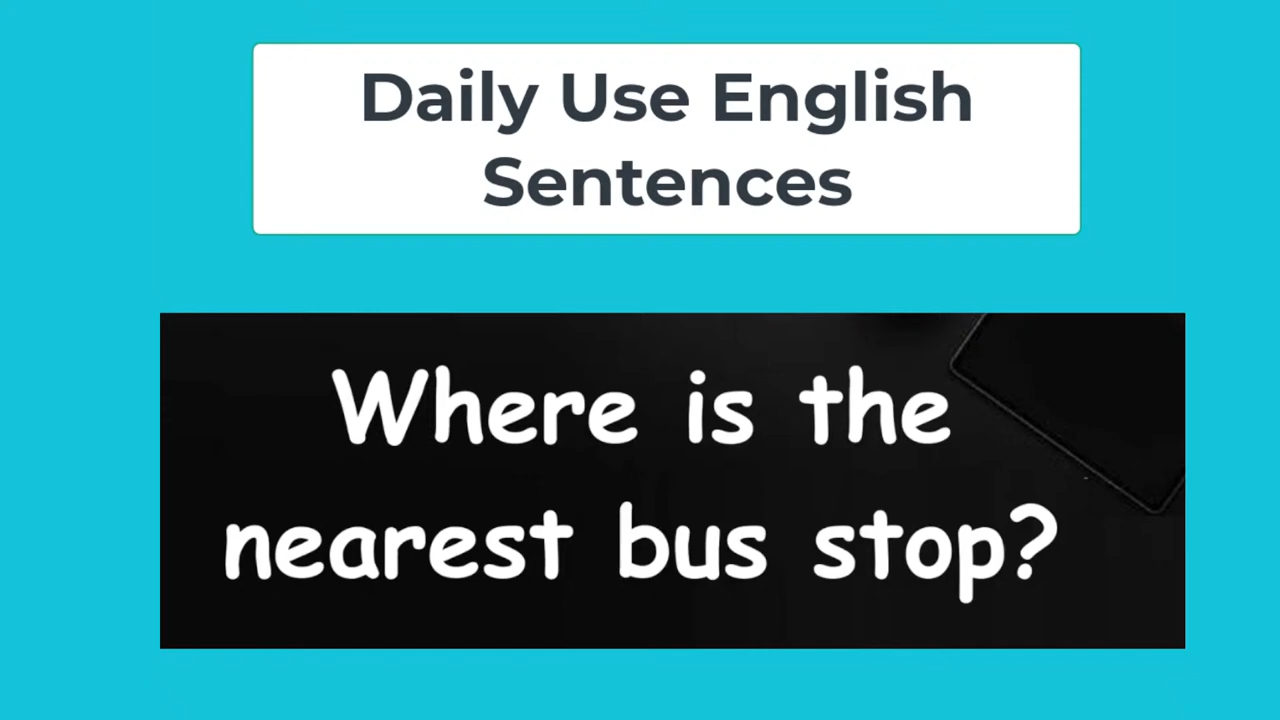 Daily Use English
Sentences
Where is the
nearest bus stop?